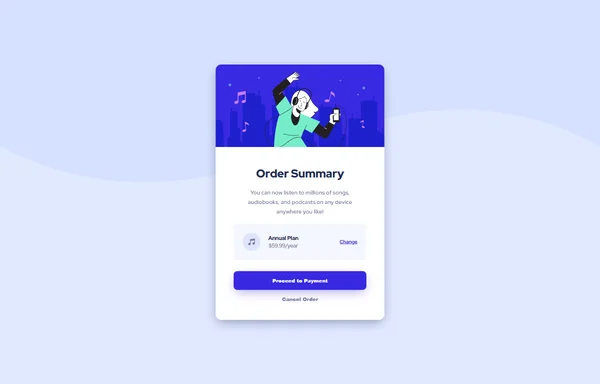 Order Summary
You can now listen to millions of songs,
audiobooks, and podcasts on any device
anywhere you like!
Annual Plan
$59.99/year
Change
Proceed to Payment
Cancel Order